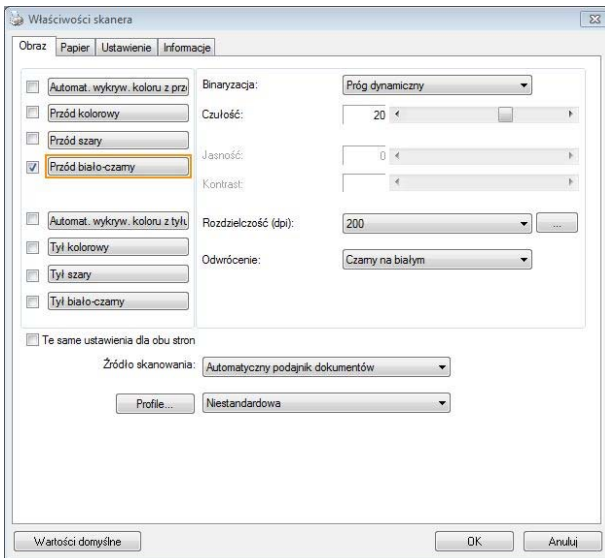 Właściwości skanera
Obraz Papier Ustawienie Informacje
Automat. wykryw. koloru z prz
Przód kolorowy
Przód szary
Przód biało-czarny
Automat. wykryw. koloru z tyłu
Tył kolorowy
Tył szary
Tył biało-czarny
Binaryzacja: Próg dynamiczny
Czułość: 20
Jasność: 0
Kontrast:
Rozdzielczość (dpi): 200 ...
Odwrócenie: Czarny na białym
Te same ustawienia dla obu stron
Źródło skanowania: Automatyczny podajnik dokumentów
Profile... Niestandardowa
Wartości domyślne OK Anuluj